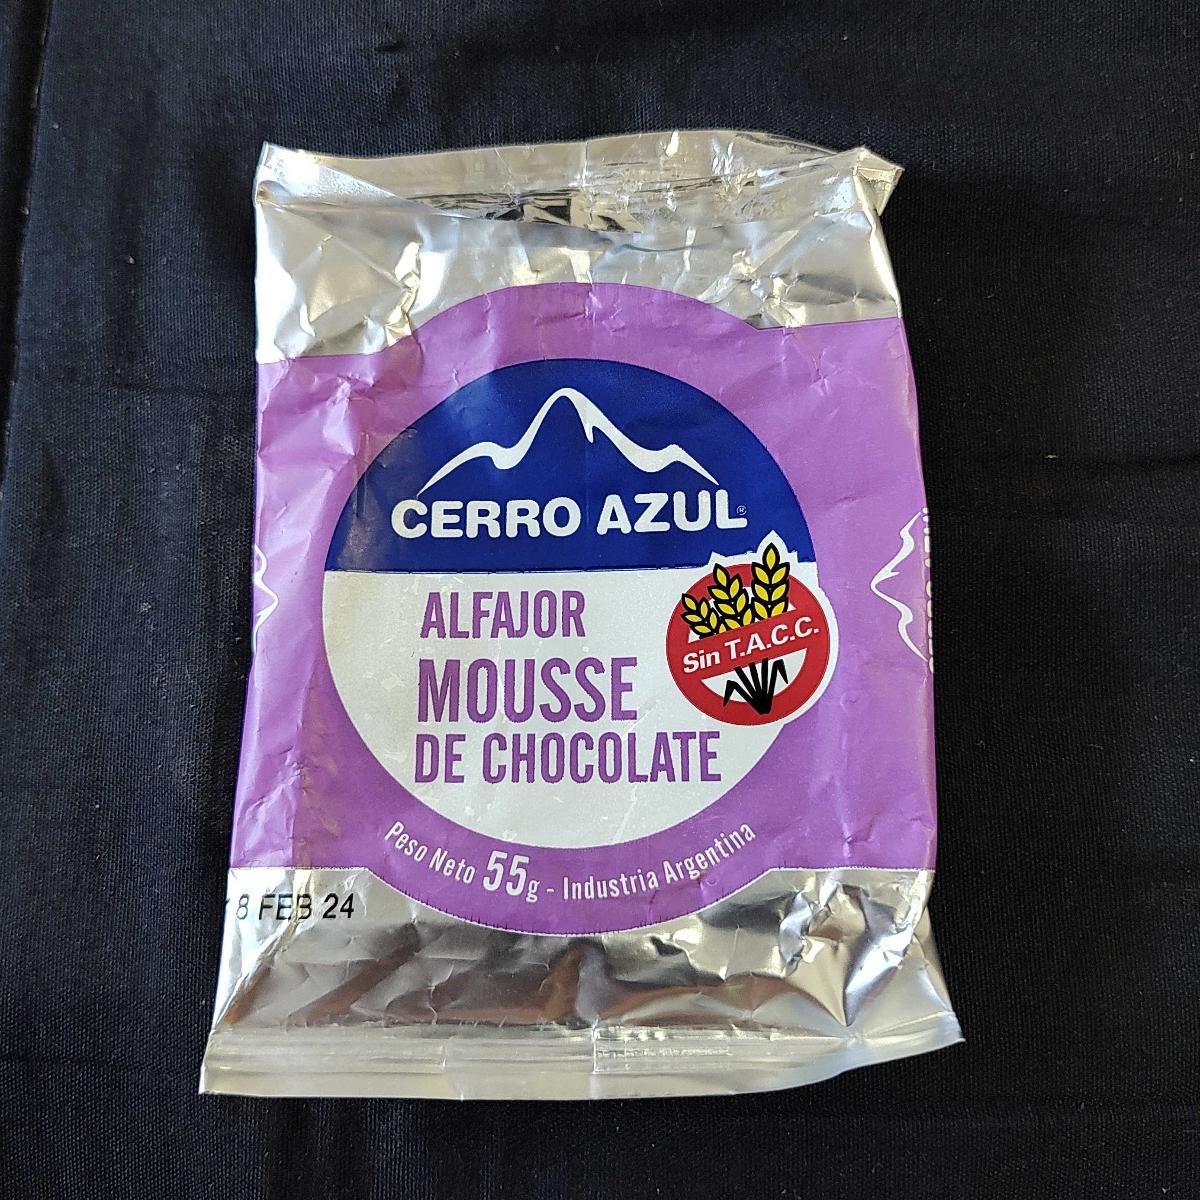 CERRO AZUL®
ALFAJOR
MOUSSE
DE CHOCOLATE
Sin T.A.C.C.
Peso Neto 55g - Industria Argentina
8 FEB 24